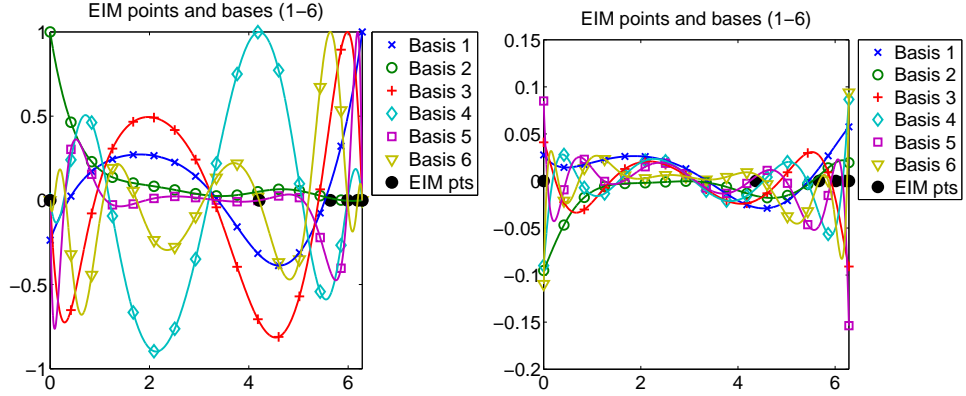 EIM points and bases (1−6)
1
0.5
0
−0.5
−1
0
2
4
6
Basis 1
Basis 2
Basis 3
Basis 4
Basis 5
Basis 6
EIM pts
EIM points and bases (1−6)
0.15
0.1
0.05
0
−0.05
−0.1
−0.15
−0.2
0
2
4
6
Basis 1
Basis 2
Basis 3
Basis 4
Basis 5
Basis 6
EIM pts